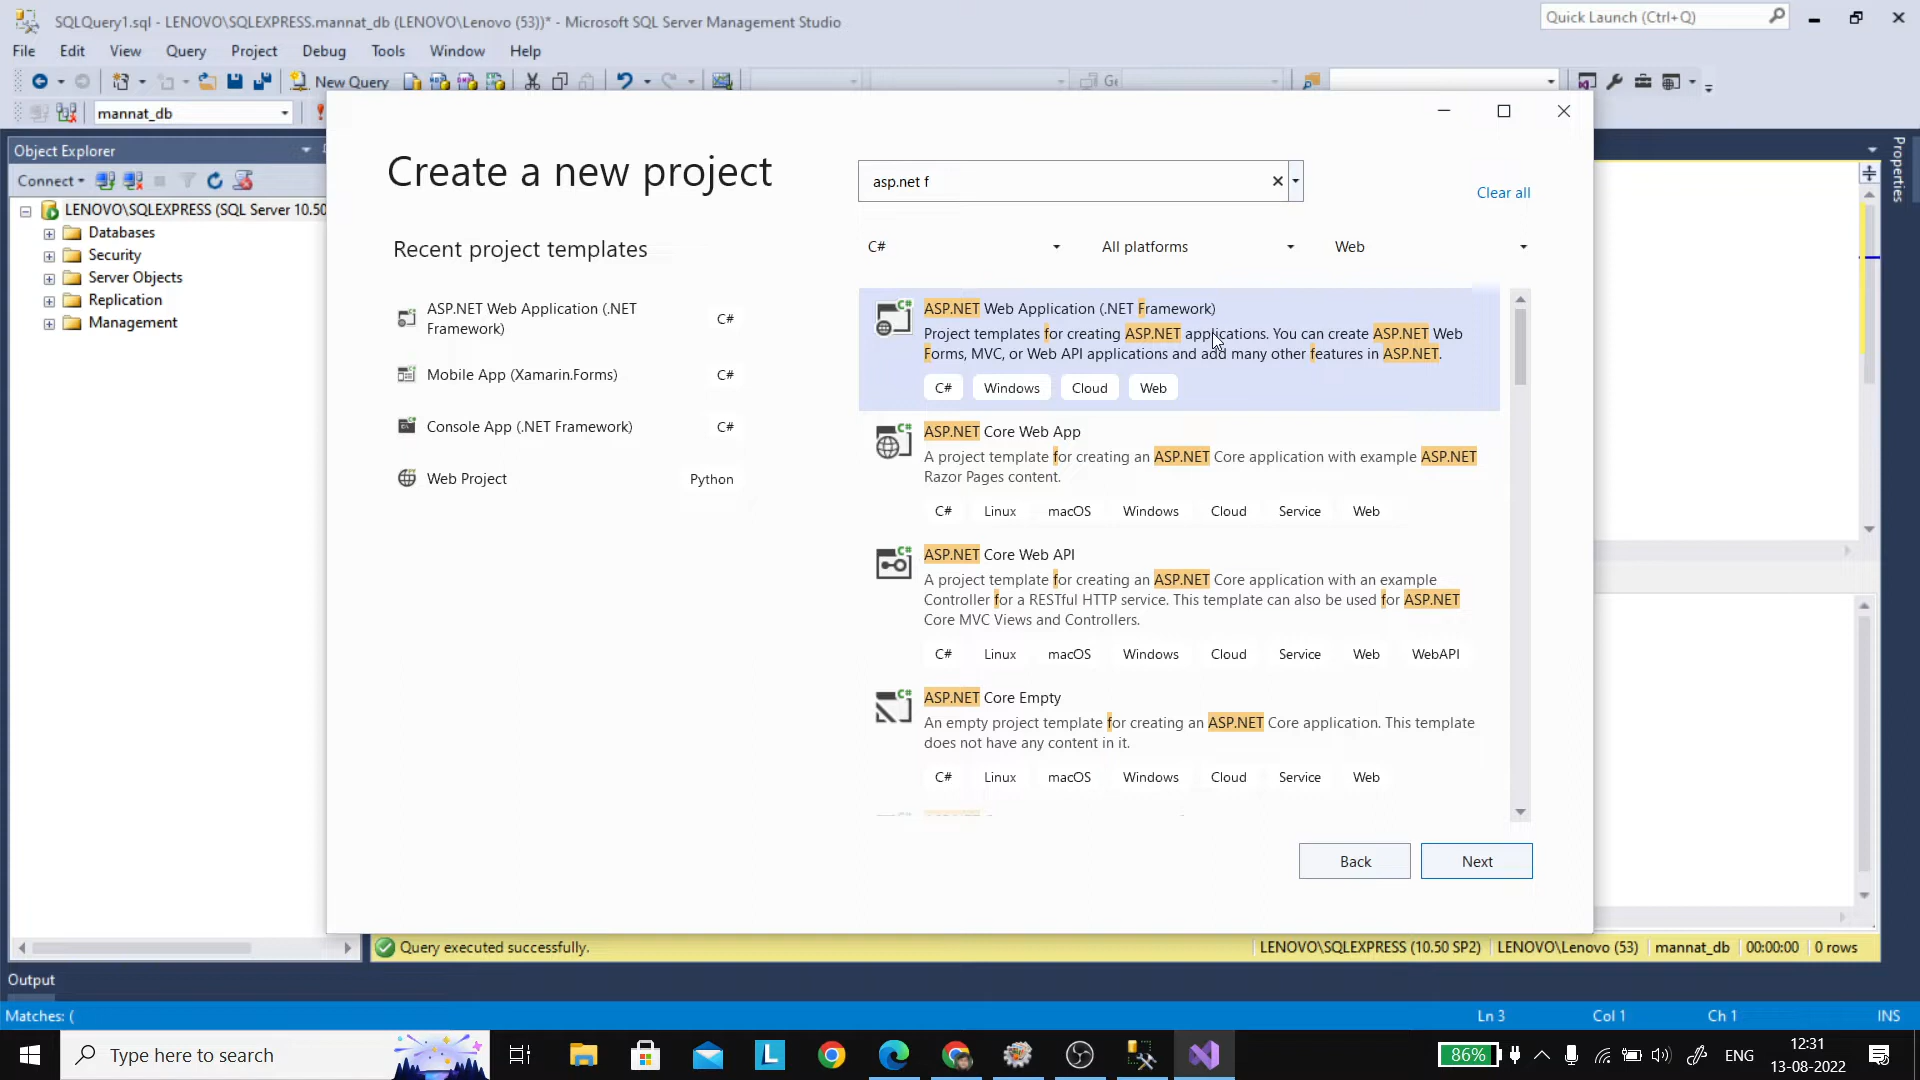 SQLQuery1.sql - LENOVO\SQLEXPRESS.mannat_db (LENOVO\Lenovo (53))* - Microsoft SQL Server Management Studio
Quick Launch (Ctrl+Q)
File Edit View Query Project Debug Tools Window Help
New Query
mannat_db
Object Explorer
Connect
LENOVO\SQLEXPRESS (SQL Server 10.50
Databases
Security
Server Objects
Replication
Management
Properties
Create a new project
asp.net f
Clear all
C# All platforms Web
Recent project templates
ASP.NET Web Application (.NET
Framework)
C#
Mobile App (Xamarin.Forms) C#
Console App (.NET Framework) C#
Web Project Python
ASP.NET Web Application (.NET Framework)
Project templates for creating ASP.NET applications. You can create ASP.NET Web
Forms, MVC, or Web API applications and add many other features in ASP.NET.
C# Windows Cloud Web
ASP.NET Core Web App
A project template for creating an ASP.NET Core application with example ASP.NET
Razor Pages content.
C# Linux macOS Windows Cloud Service Web
ASP.NET Core Web API
A project template for creating an ASP.NET Core application with an example
Controller for a RESTful HTTP service. This template can also be used for ASP.NET
Core MVC Views and Controllers.
C# Linux macOS Windows Cloud Service Web WebAPI
ASP.NET Core Empty
An empty project template for creating an ASP.NET Core application. This template
does not have any content in it.
C# Linux macOS Windows Cloud Service Web
Back Next
Query executed successfully. LENOVO\SQLEXPRESS (10.50 SP2) LENOVO\Lenovo (53) mannat_db 00:00:00 0 rows
Output
Matches: ( Ln 3 Col 1 Ch 1 INS
Type here to search
86%
ENG
12:31
13-08-2022